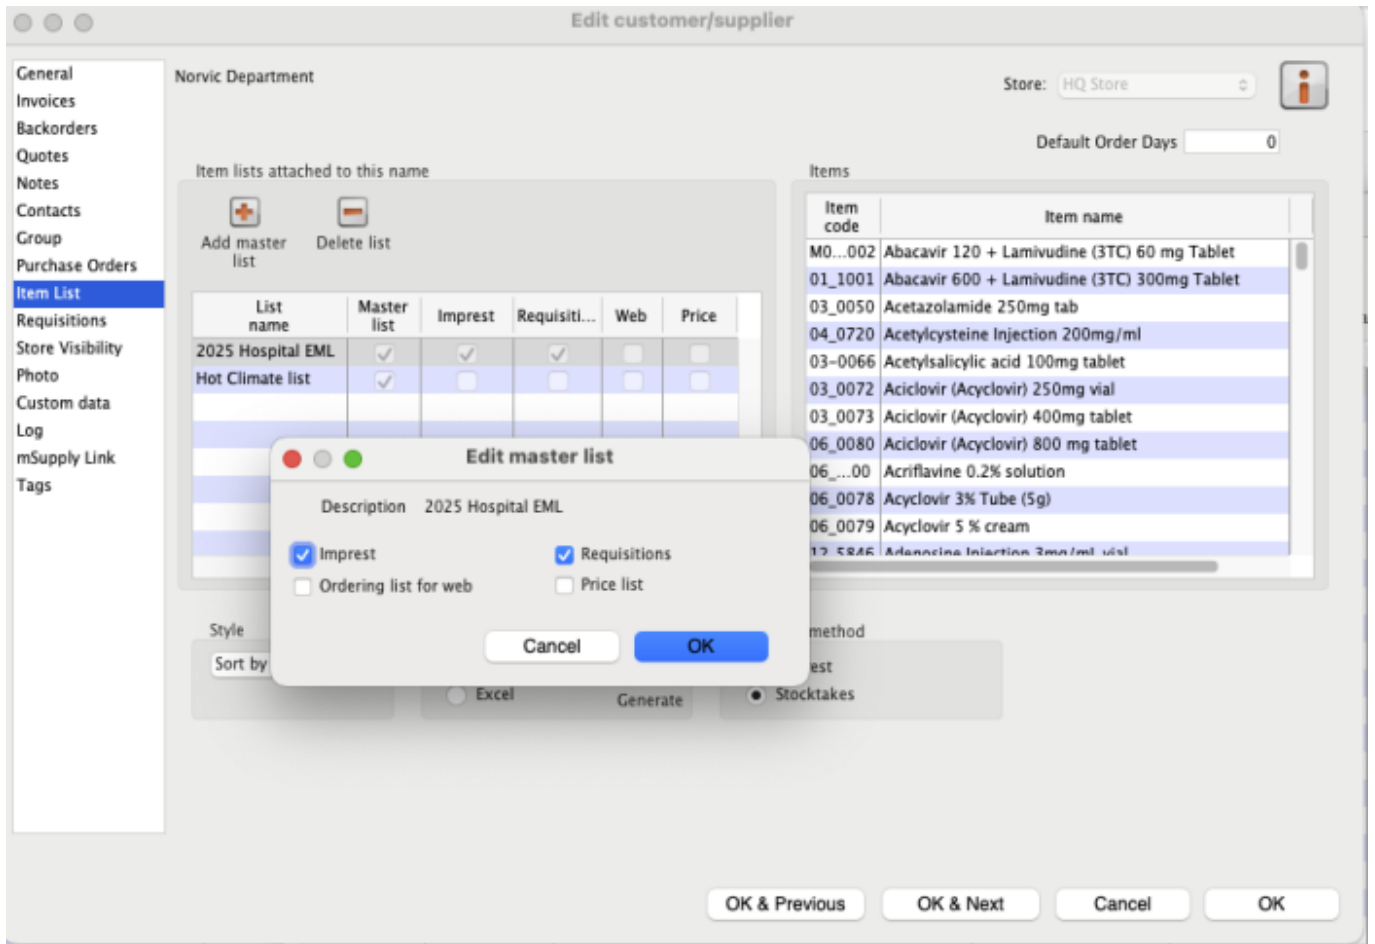 Edit customer/supplier
General
Invoices
Backorders
Quotes
Notes
Contacts
Group
Purchase Orders
Item List
Requisitions
Store Visibility
Photo
Custom data
Log
mSupply Link
Tags
Norvic Department
Store: HQ Store
Default Order Days 0
Item lists attached to this name
Add master list
Delete list
List name Master list Imprest Requisiti... Web Price
2025 Hospital EML
Hot Climate list
Items
Item code Item name
M0...002 Abacavir 120 + Lamivudine (3TC) 60 mg Tablet
01_1001 Abacavir 600 + Lamivudine (3TC) 300mg Tablet
03_0050 Acetazolamide 250mg tab
04_0720 Acetylcysteine Injection 200mg/ml
03-0066 Acetylsalicylic acid 100mg tablet
03_0072 Aciclovir (Acyclovir) 250mg vial
03_0073 Aciclovir (Acyclovir) 400mg tablet
06_0080 Aciclovir (Acyclovir) 800 mg tablet
06_...00 Acriflavine 0.2% solution
06_0078 Acyclovir 3% Tube (5g)
06_0079 Acyclovir 5 % cream
12_5846 Adenosine Injection 3mg/mL vial
Edit master list
Description 2025 Hospital EML
Imprest Requisitions
Ordering list for web Price list
Cancel OK
Style
Sort by
Excel
Generate
method
est
Stocktakes
OK & Previous OK & Next Cancel OK